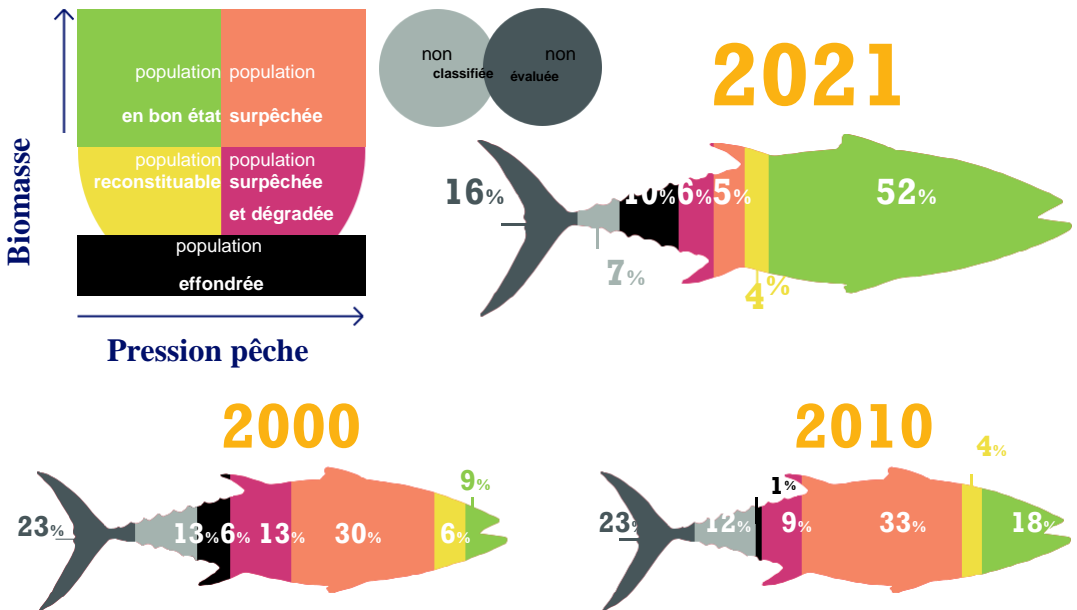 population population
en bon état surpêchée
population population
reconstituable surpêchée
et dégradée
population
effondrée
Biomasse
Pression pêche
non non
classifiée évaluée
2021
16% 10% 6% 5% 52%
7% 4%
2000
9%
23% 13% 6% 13% 30% 6%
2010
4%
1%
23% 12% 9% 33% 18%